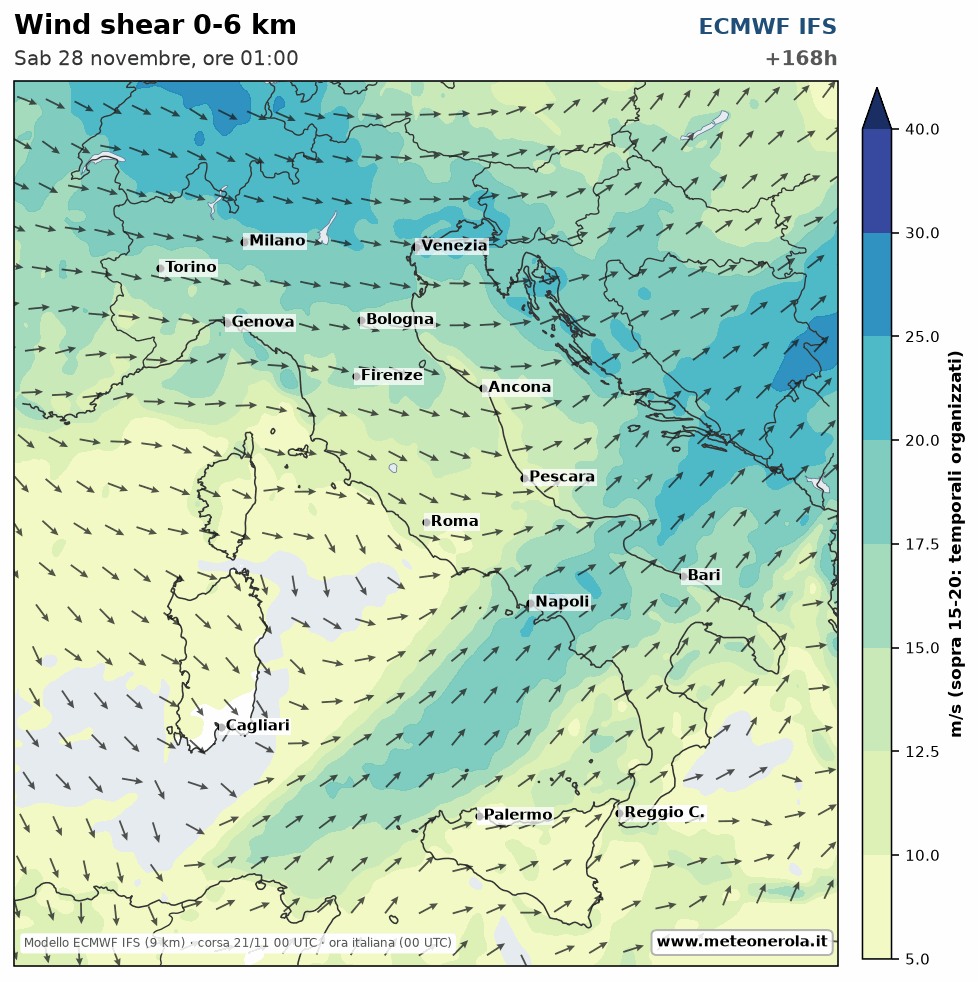 Wind shear 0-6 km
ECMWF IFS
Sab 28 novembre, ore 01:00
+168h
40.0
30.0
25.0
20.0
17.5
15.0
12.5
10.0
5.0
m/s (sopra 15-20: temporali organizzati)
Milano
Venezia
Torino
Genova
Bologna
Firenze
Ancona
Pescara
Roma
Bari
Napoli
Cagliari
Palermo
Reggio C.
Modello ECMWF IFS (9 km) · corsa 21/11 00 UTC · ora italiana (00 UTC)
www.meteonerola.it